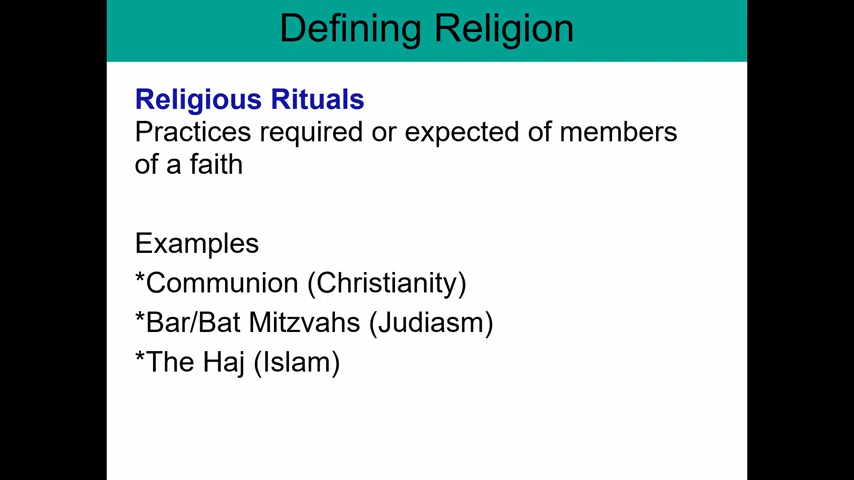 Defining Religion
Religious Rituals
Practices required or expected of members
of a faith
Examples
*Communion (Christianity)
*Bar/Bat Mitzvahs (Judiasm)
*The Haj (Islam)